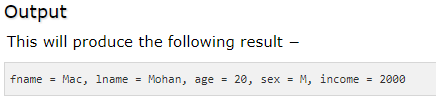 Output
This will produce the following result −
fname = Mac, lname = Mohan, age = 20, sex = M, income = 2000